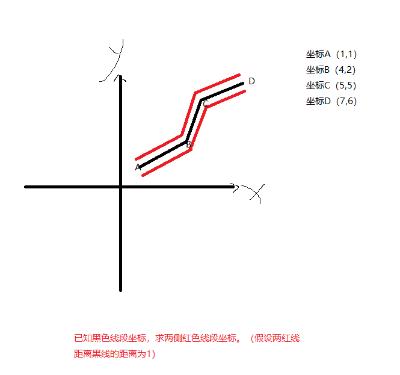 坐标A（1,1）
坐标B（4,2）
坐标C（5,5）
坐标D（7,6）
D
C
B
A
y
x
已知黑色线段坐标，求两侧红色线段坐标。（假设两红线
距离黑线的距离为1）